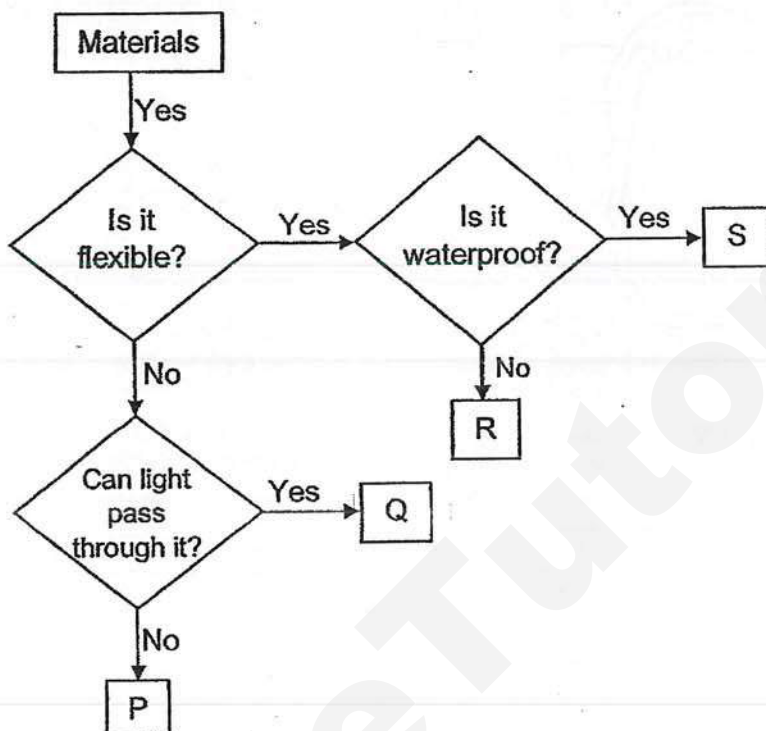 Materials
Yes
Is it
flexible?
Yes
Is it
waterproof?
Yes
S
No
R
No
Can light
pass
through it?
Yes
Q
No
P
eTutor